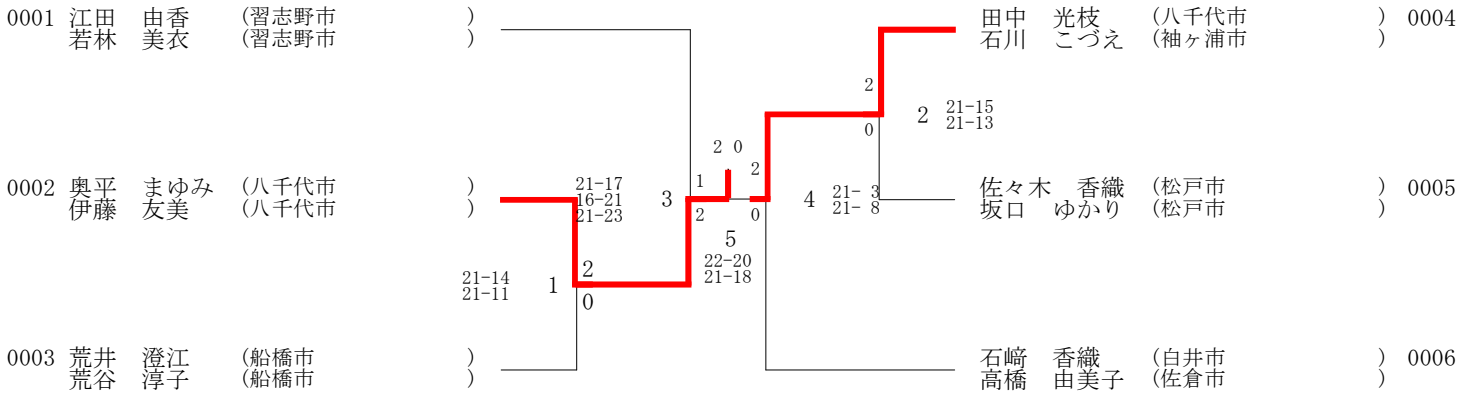 0001 江田　由香 (習志野市 )
若林　美衣 (習志野市 )
田中　光枝 (八千代市 ) 0004
石川　こづえ (袖ヶ浦市 )
2
0
2
21-15
21-13
2 0
0002 奥平　まゆみ (八千代市 )
伊藤　友美 (八千代市 )
21-17
16-21
21-23
3
1
2
2
0
4
21- 3
21- 8
佐々木　香織 (松戸市 ) 0005
坂口　ゆかり (松戸市 )
5
22-20
21-18
21-14
21-11
1
2
0
0003 荒井　澄江 (船橋市 )
荒谷　淳子 (船橋市 )
石﨑　香織 (白井市 ) 0006
高橋　由美子 (佐倉市 )